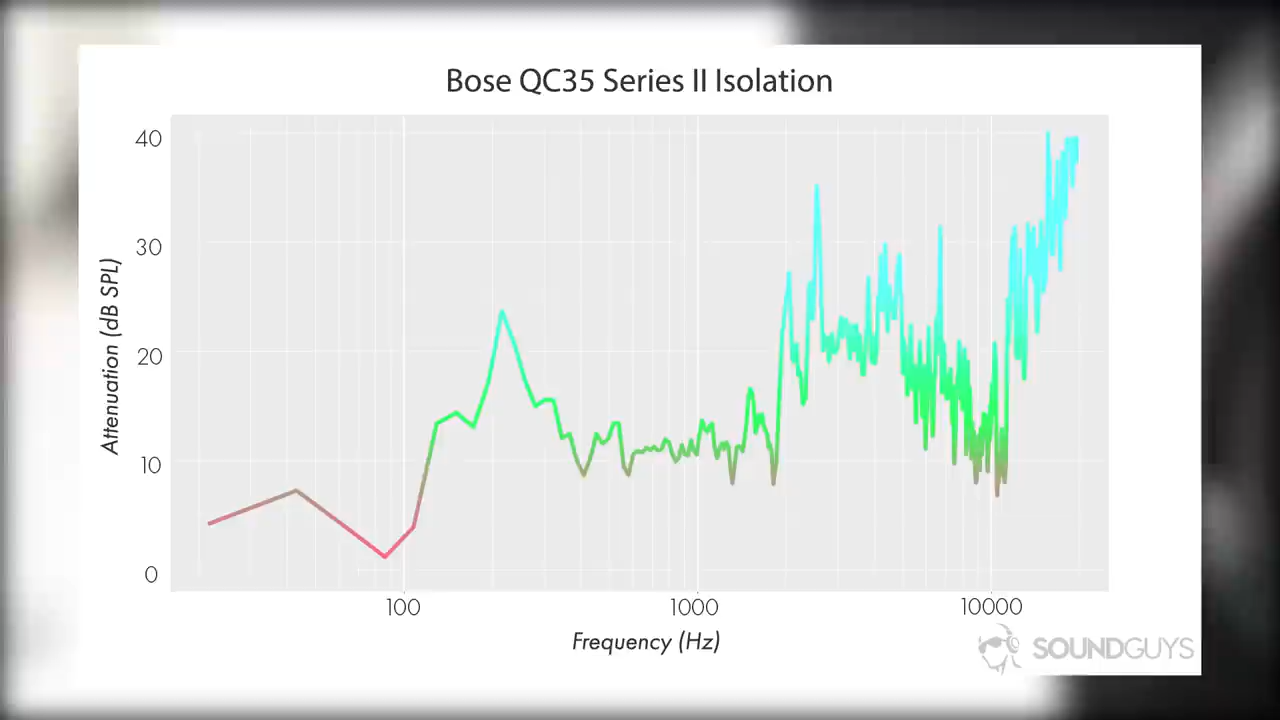 Bose QC35 Series II Isolation
40
30
20
10
0
Attenuation (dB SPL)
100
1000
10000
Frequency (Hz)
SOUNDGUYS